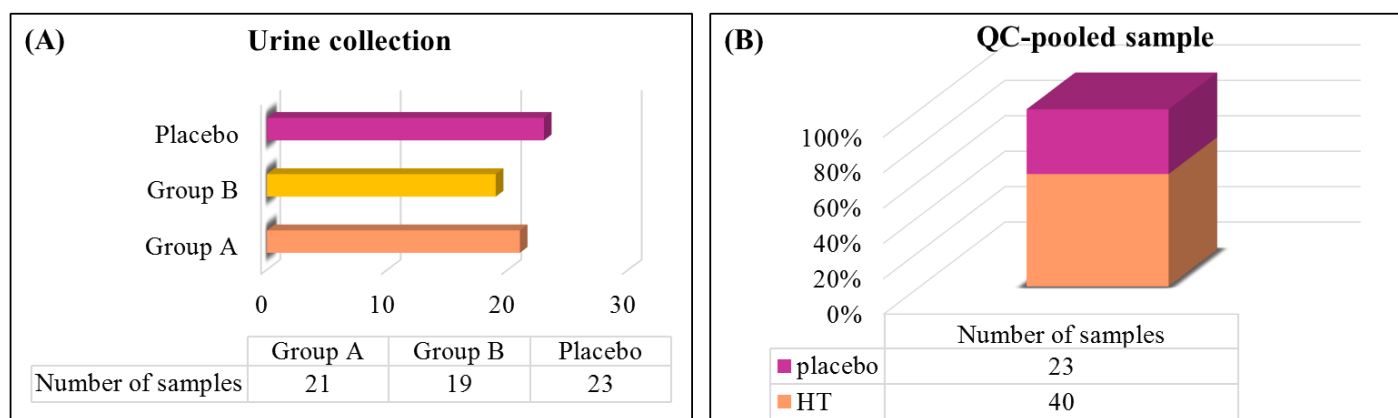 (A) Urine collection
Placebo
Group B
Group A
0 10 20 30
Group A Group B Placebo
Number of samples 21 19 23
(B) QC-pooled sample
100%
80%
60%
40%
20%
0%
Number of samples
placebo 23
HT 40